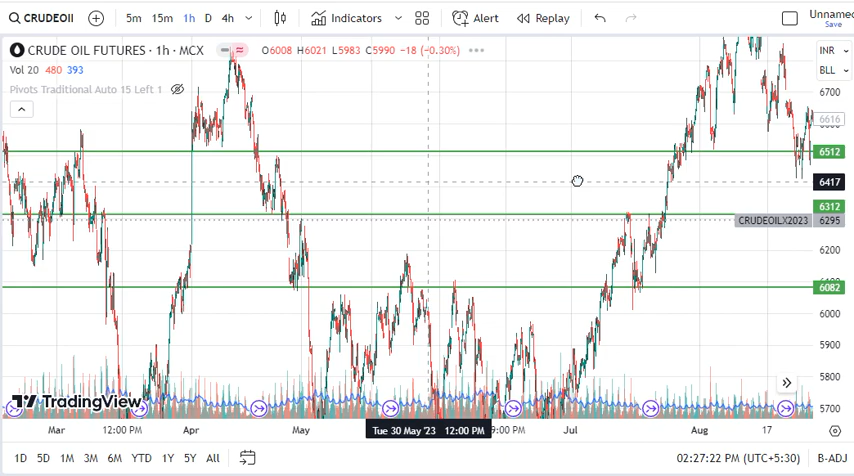 CRUDEOII
5m 15m 1h D 4h Indicators Alert Replay Unnamed
Save
CRUDE OIL FUTURES · 1h · MCX O6008 H6021 L5983 C5990 −18 (−0.30%)
INR
Vol 20 480 393
BLL
Pivots Traditional Auto 15 Left 1
6700
6616
6512
6417
6312
CRUDEOILX2023 6295
6200
6082
6000
5900
5800
TradingView
5700
Mar 12:00 PM Apr May Tue 30 May '23 12:00 PM 9:00 PM Jul Aug 17
1D 5D 1M 3M 6M YTD 1Y 5Y All 02:27:22 PM (UTC+5:30) B-ADJ